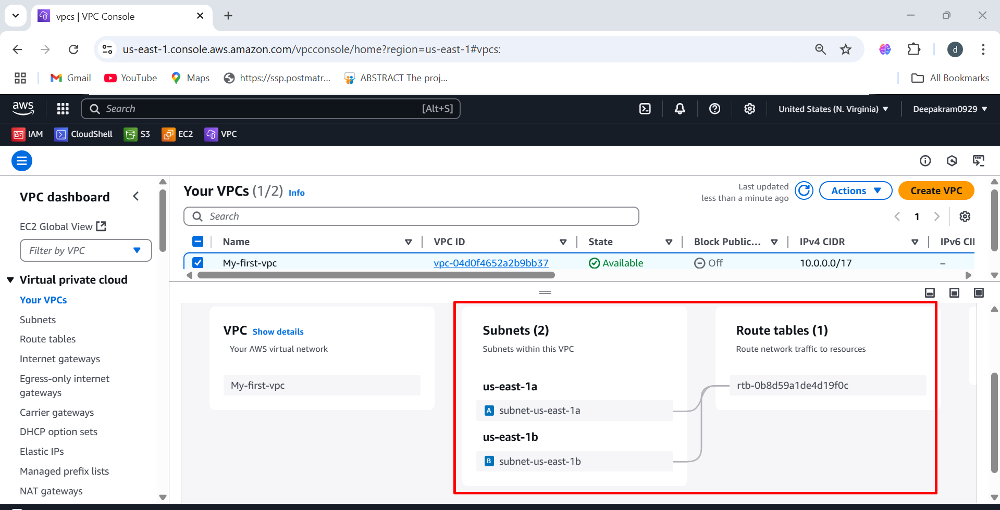 vpcs | VPC Console
us-east-1.console.aws.amazon.com/vpcconsole/home?region=us-east-1#vpcs:
d
Gmail
YouTube
Maps
https://ssp.postmatr...
ABSTRACT The proj...
All Bookmarks
aws
Search
[Alt+S]
United States (N. Virginia)
Deepakram0929
IAM
CloudShell
S3
EC2
VPC
VPC dashboard
EC2 Global View
Filter by VPC
Virtual private cloud
Your VPCs
Subnets
Route tables
Internet gateways
Egress-only internet
gateways
Carrier gateways
DHCP option sets
Elastic IPs
Managed prefix lists
NAT gateways
Your VPCs (1/2) Info
Last updated
less than a minute ago
Actions
Create VPC
Search
1
Name
VPC ID
State
Block Public...
IPv4 CIDR
IPv6 CII
My-first-vpc
vpc-04d0f4652a2b9bb37
Available
Off
10.0.0.0/17
–
VPC Show details
Your AWS virtual network
My-first-vpc
Subnets (2)
Subnets within this VPC
us-east-1a
A subnet-us-east-1a
us-east-1b
B subnet-us-east-1b
Route tables (1)
Route network traffic to resources
rtb-0b8d59a1de4d19f0c